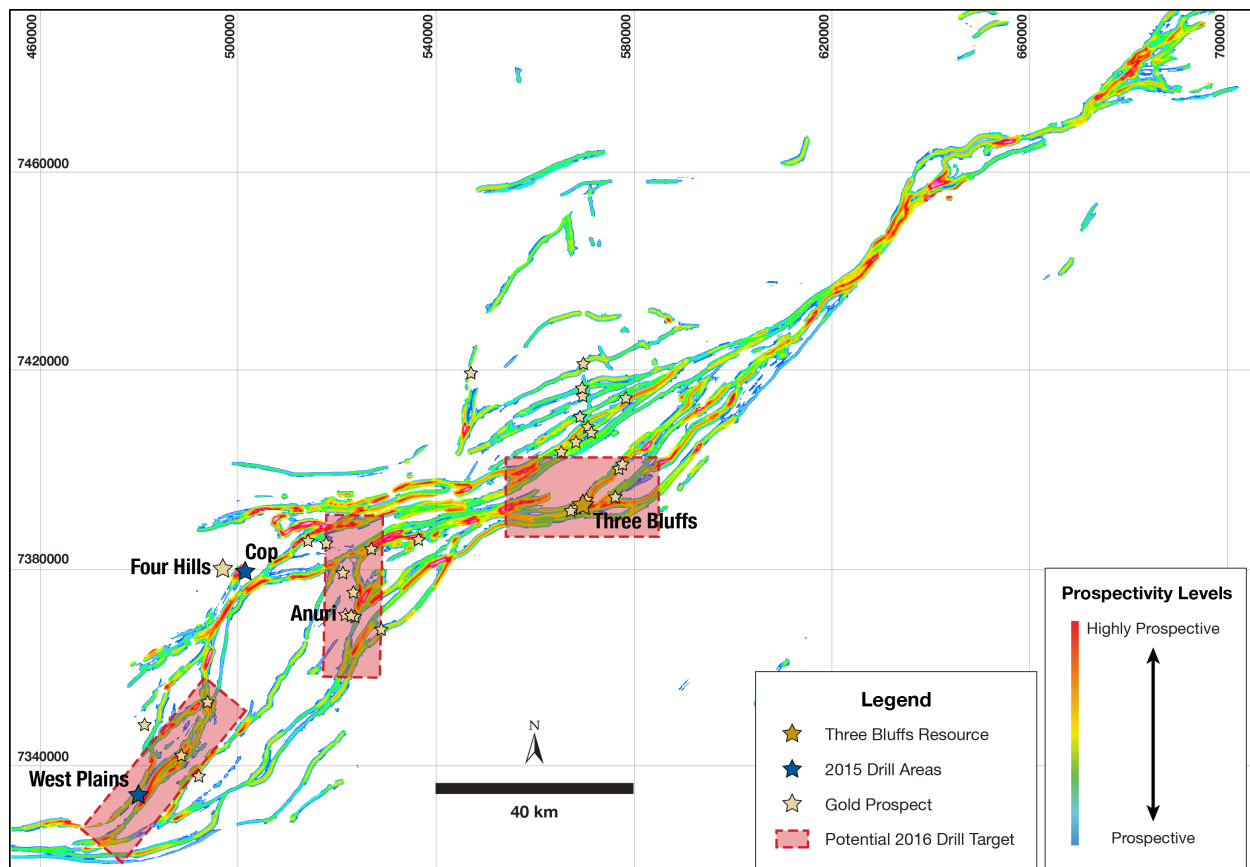 460000
500000
540000
580000
620000
660000
700000
7460000
7420000
7380000
7340000
Three Bluffs
Cop
Four Hills
Anuri
West Plains
N
40 km
Legend
Three Bluffs Resource
2015 Drill Areas
Gold Prospect
Potential 2016 Drill Target
Prospectivity Levels
Highly Prospective
Prospective